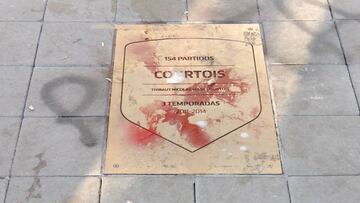 154 PARTIDOS
COURTOIS
THIBAUT NICOLAS MARC COURTOIS
3 TEMPORADAS
2011-2014